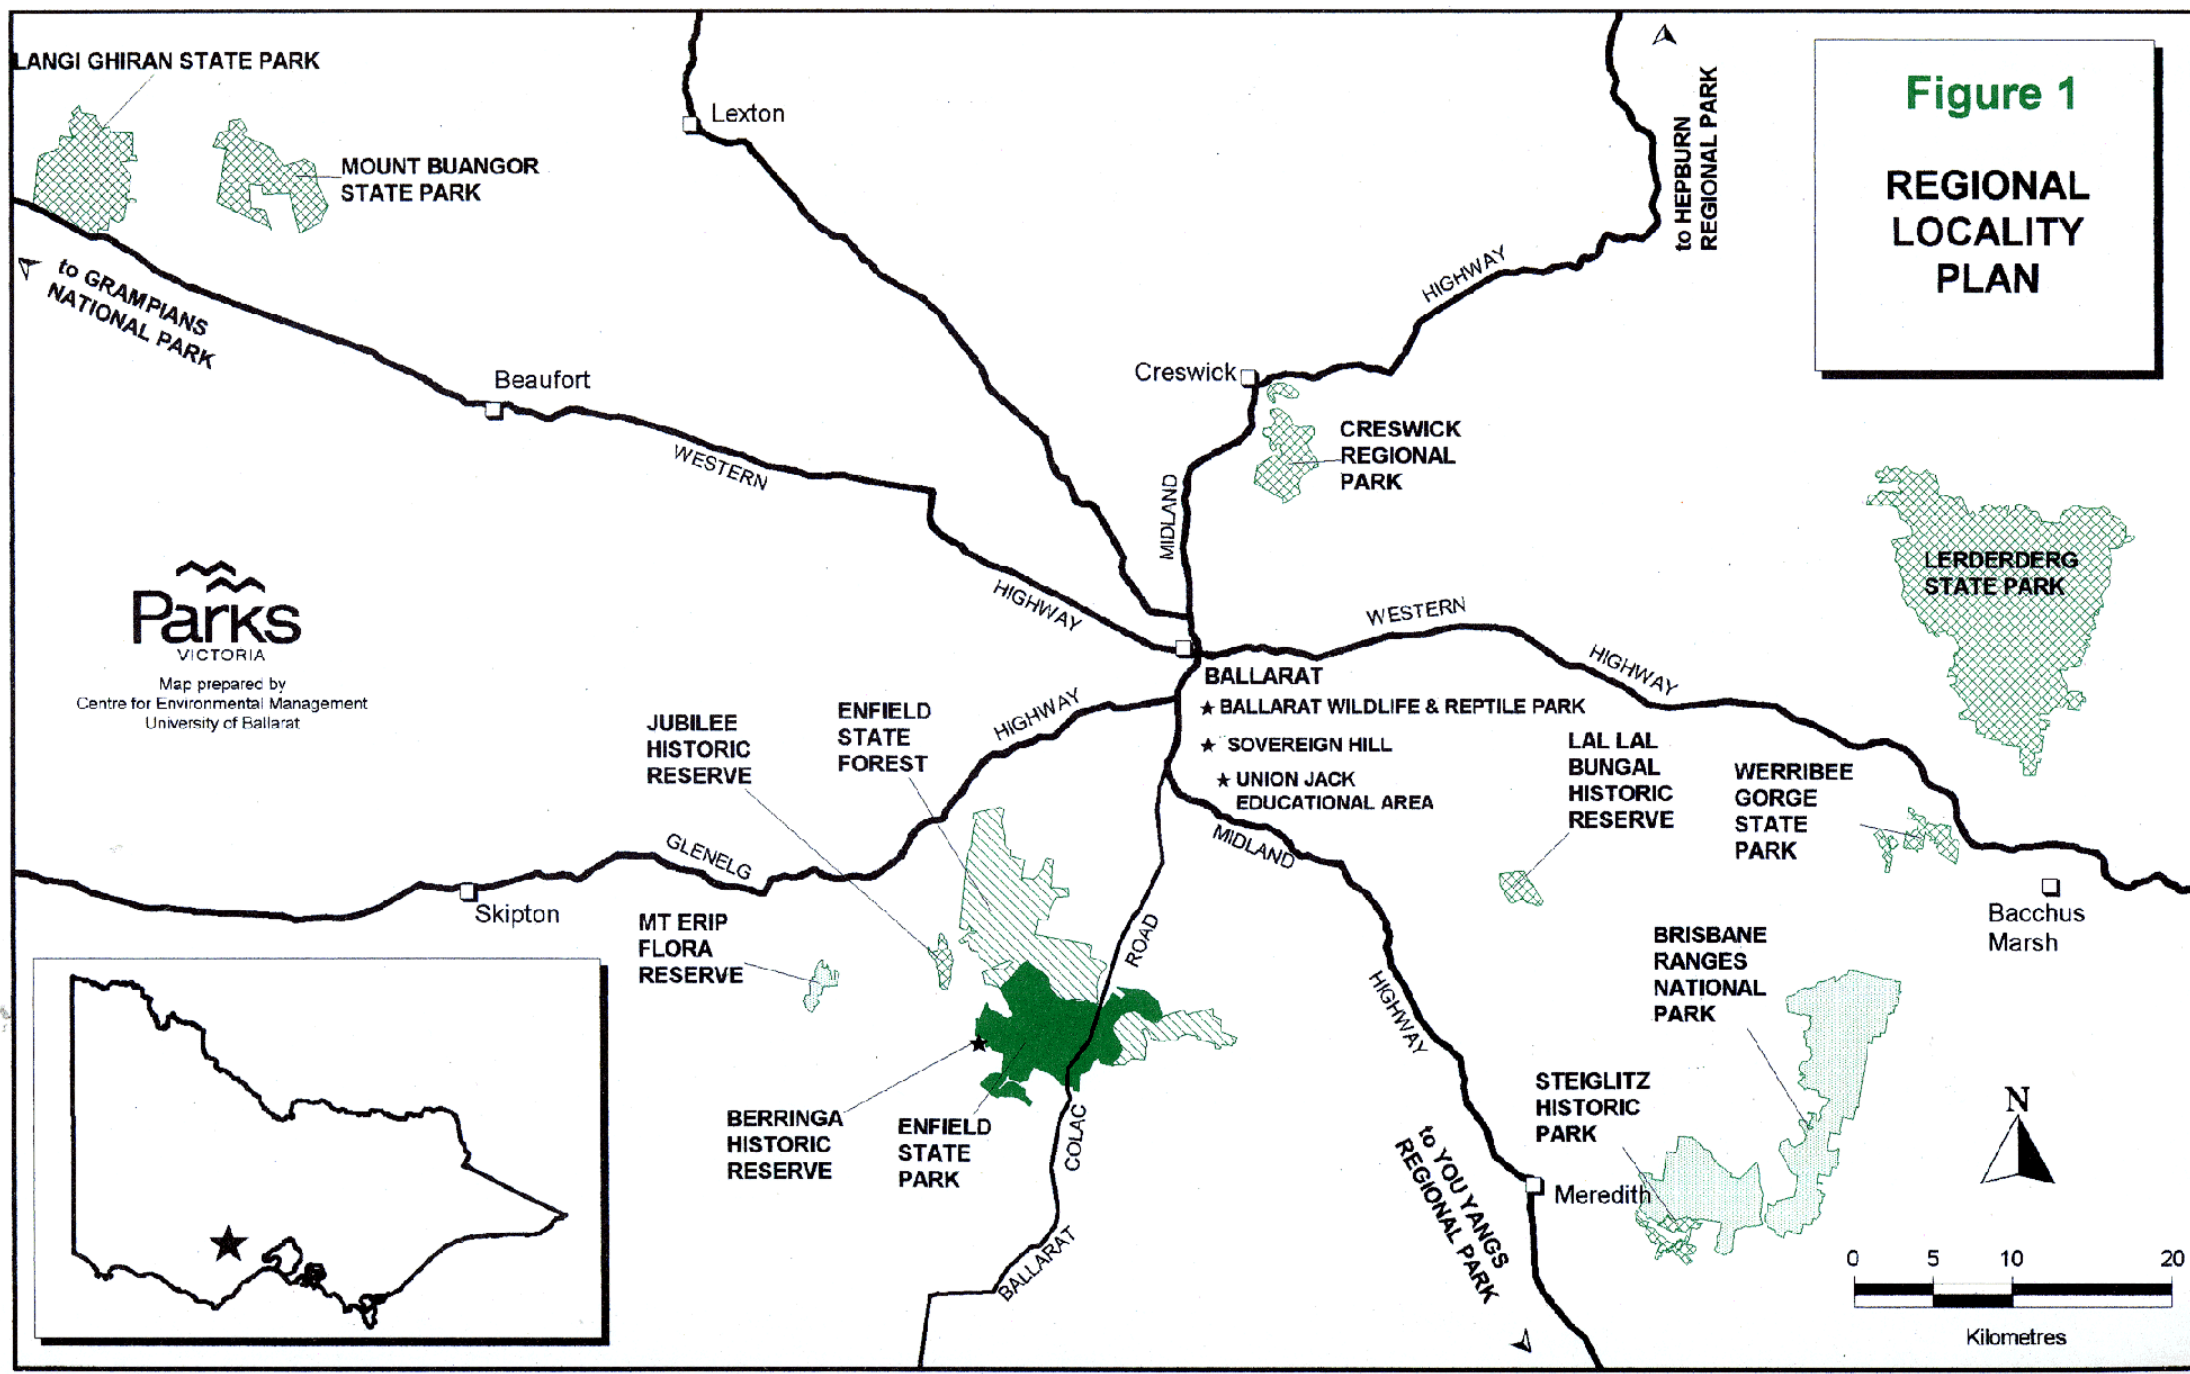 LANGI GHIRAN STATE PARK
MOUNT BUANGOR
STATE PARK
Lexton
to HEPBURN
REGIONAL PARK
Figure 1
REGIONAL
LOCALITY
PLAN
to GRAMPIANS
NATIONAL PARK
Beaufort
WESTERN
HIGHWAY
HIGHWAY
Creswick
CRESWICK
REGIONAL
PARK
MIDLAND
LERDERDERG
STATE PARK
Parks
VICTORIA
Map prepared by
Centre for Environmental Management
University of Ballarat
WESTERN
HIGHWAY
BALLARAT
BALLARAT WILDLIFE & REPTILE PARK
SOVEREIGN HILL
UNION JACK
EDUCATIONAL AREA
HIGHWAY
GLENELG
JUBILEE
HISTORIC
RESERVE
ENFIELD
STATE
FOREST
LAL LAL
BUNGAL
HISTORIC
RESERVE
WERRIBEE
GORGE
STATE
PARK
MIDLAND
HIGHWAY
Skipton
MT ERIP
FLORA
RESERVE
ROAD
Bacchus
Marsh
BRISBANE
RANGES
NATIONAL
PARK
STEIGLITZ
HISTORIC
PARK
BERRINGA
HISTORIC
RESERVE
ENFIELD
STATE
PARK
COLAC
BALLARAT
to YOU YANGS
REGIONAL PARK
Meredith
N
0 5 10 20
Kilometres